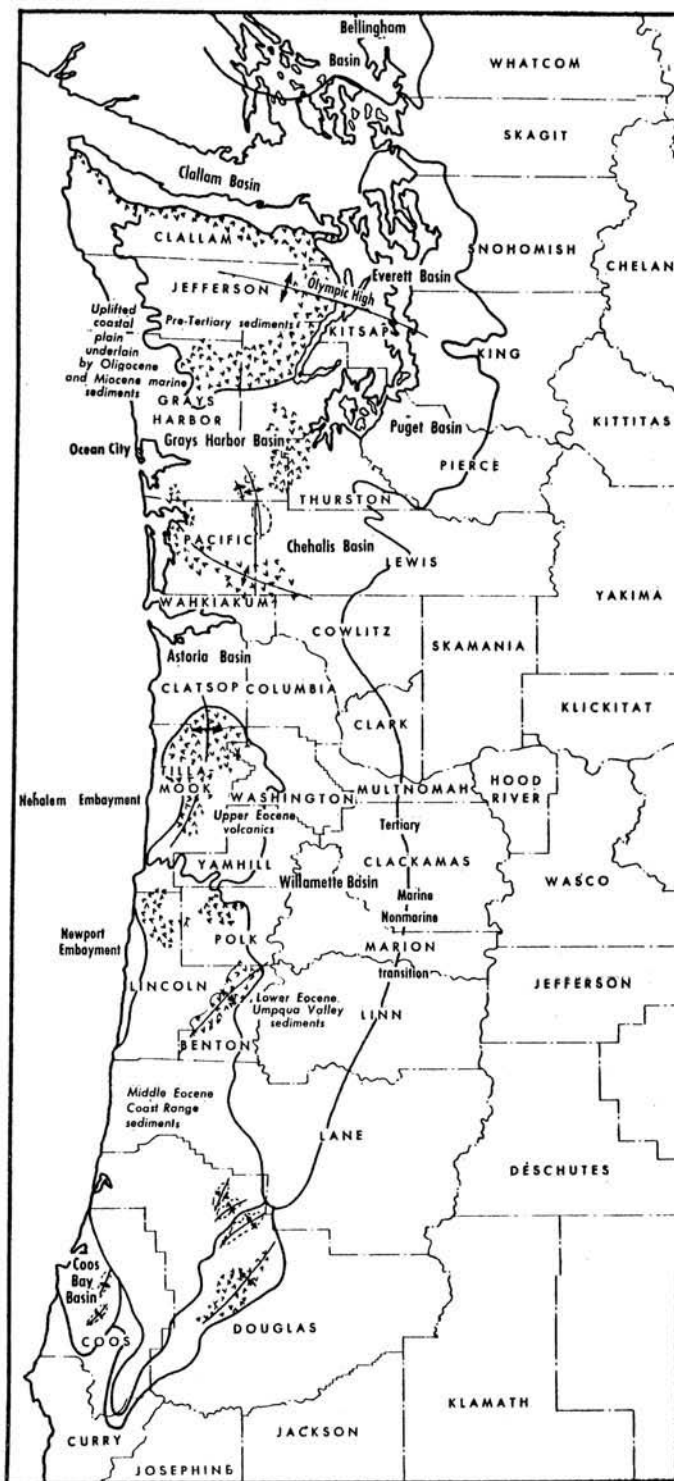 Bellingham
Basin
WHATCOM
SKAGIT
Clallam Basin
CLALLAM
SNOHOMISH
CHELAN
Everett Basin
JEFFERSON
Olympic High
Uplifted
coastal
plain
underlain
by Oligocene
and Miocene marine
sediments
Pre-Tertiary sediments
KITSAP
KING
GRAYS
HARBOR
KITTITAS
Ocean City
Grays Harbor Basin
Puget Basin
PIERCE
THURSTON
PACIFIC
Chehalis Basin
LEWIS
YAKIMA
WAHKIAKUM
COWLITZ
SKAMANIA
Astoria Basin
CLATSOP
COLUMBIA
CLARK
KLICKITAT
TILLA
MOOK
Nehalem Embayment
WASHINGTON
MULTNOMAH
HOOD
RIVER
Upper Eocene
volcanics
Tertiary
YAMHILL
CLACKAMAS
Willamette Basin
WASCO
Marine
Nonmarine
Newport
Embayment
POLK
MARION
transition
LINCOLN
JEFFERSON
Lower Eocene
Umpqua Valley
sediments
LINN
BENTON
Middle Eocene
Coast Range
sediments
LANE
DESCHUTES
Coos
Bay
Basin
COOS
DOUGLAS
KLAMATH
CURRY
JACKSON
JOSEPHINE